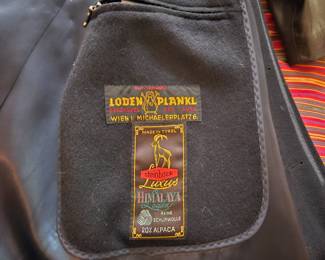 LODEN PLANKL
WIEN I. MICHAELERPLATZ 6
MADE IN TYROL
steinbock
Luxus
HIMALAYA
REINE
SCHURWOLLE
20% ALPACA